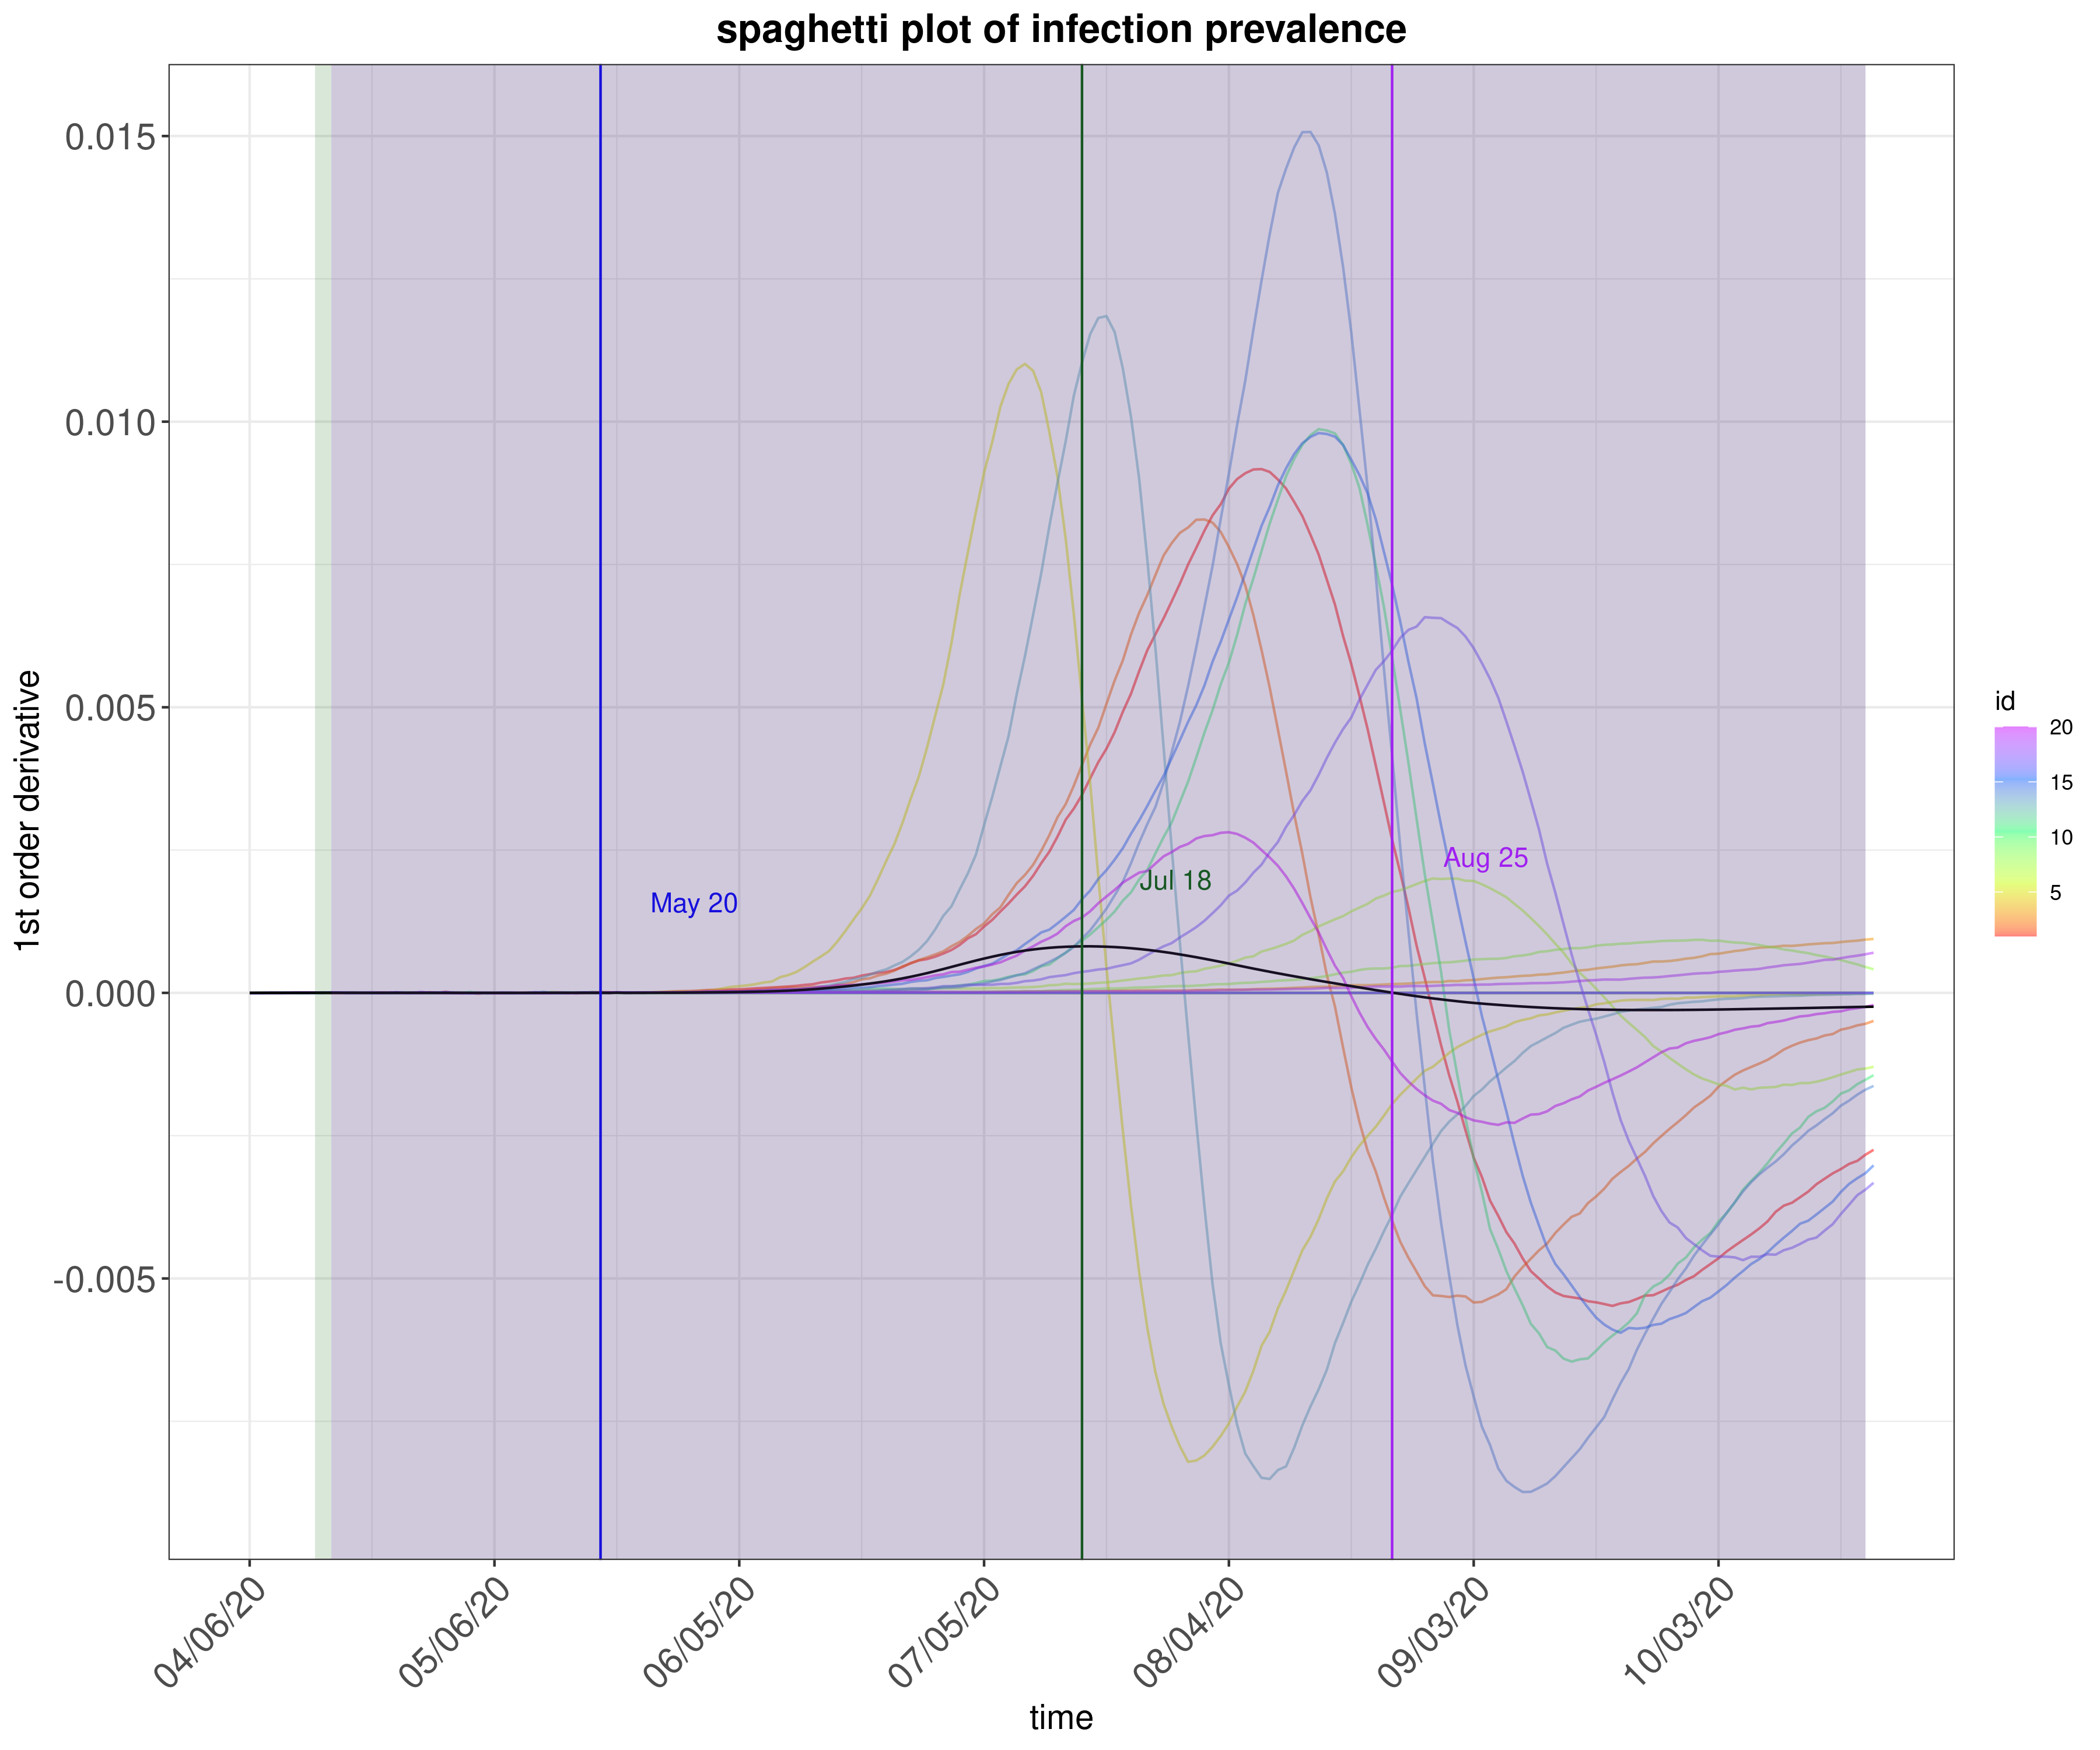 spaghetti plot of infection prevalence
1st order derivative
0.015
0.010
0.005
0.000
-0.005
May 20
Jul 18
Aug 25
04/06/20
05/06/20
06/05/20
07/05/20
08/04/20
09/03/20
10/03/20
time
id
20
15
10
5